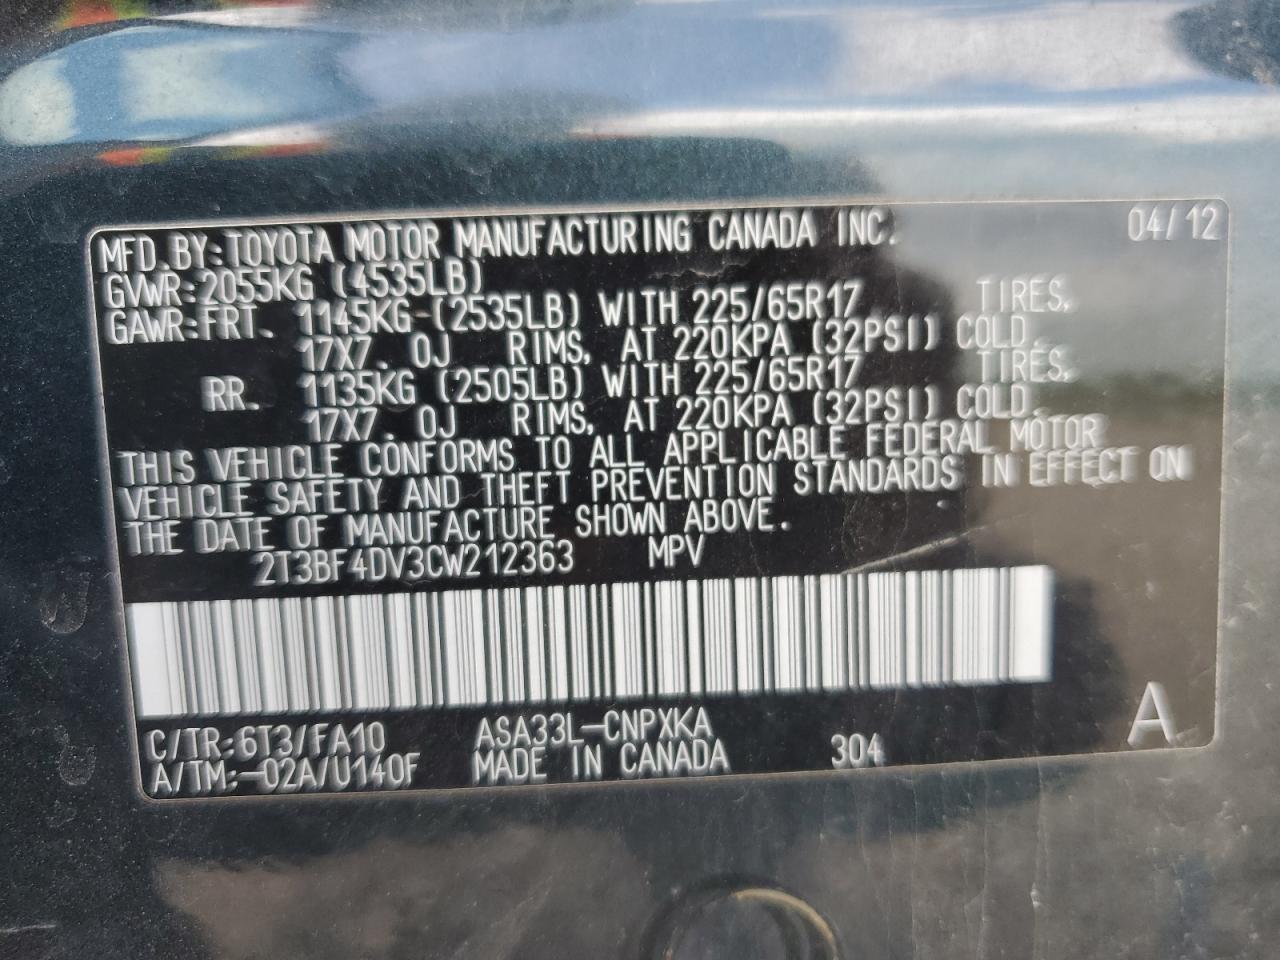 MFD. BY: TOYOTA MOTOR MANUFACTURING CANADA INC. 04/12
GVWR: 2055KG (4535LB)
GAWR: FRT. 1145KG (2535LB) WITH 225/65R17 TIRES,
17X7.0J RIMS, AT 220KPA (32PSI) COLD.
RR. 1135KG (2505LB) WITH 225/65R17 TIRES,
17X7.0J RIMS, AT 220KPA (32PSI) COLD.
THIS VEHICLE CONFORMS TO ALL APPLICABLE FEDERAL MOTOR
VEHICLE SAFETY AND THEFT PREVENTION STANDARDS IN EFFECT ON
THE DATE OF MANUFACTURE SHOWN ABOVE.
2T3BF4DV3CW212363 MPV
C/TR: 6T3/FA10 ASA33L-CNPXKA
A/TM: -02A/U140F MADE IN CANADA 304 A